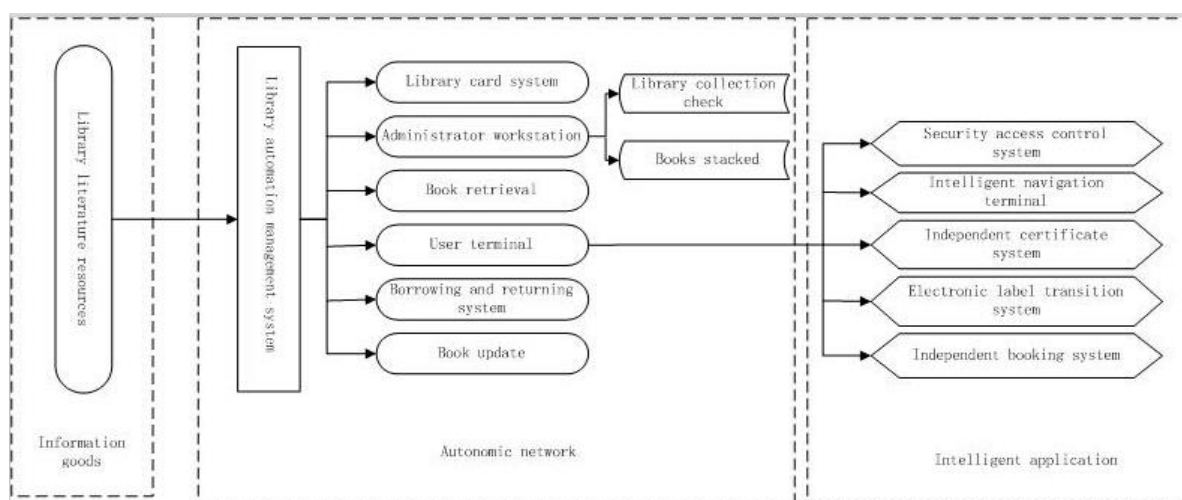 Library literature resources
Information
goods
Library automation management system
Library card system
Administrator workstation
Book retrieval
User terminal
Borrowing and returning
system
Book update
Library collection
check
Books stacked
Autonomic network
Security access control
system
Intelligent navigation
terminal
Independent certificate
system
Electronic label transition
system
Independent booking system
Intelligent application